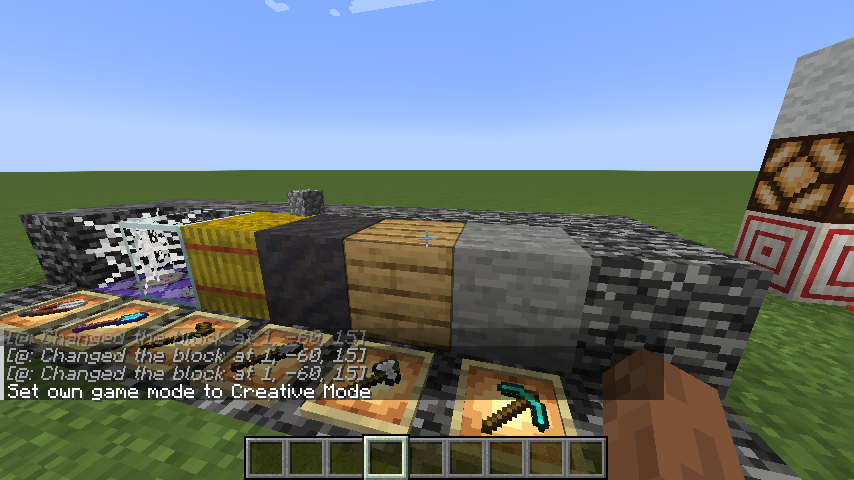 [@: Changed the block at 1, -60, 15]
[@: Changed the block at 1, -60, 15]
[@: Changed the block at 1, -60, 15]
Set own game mode to Creative Mode